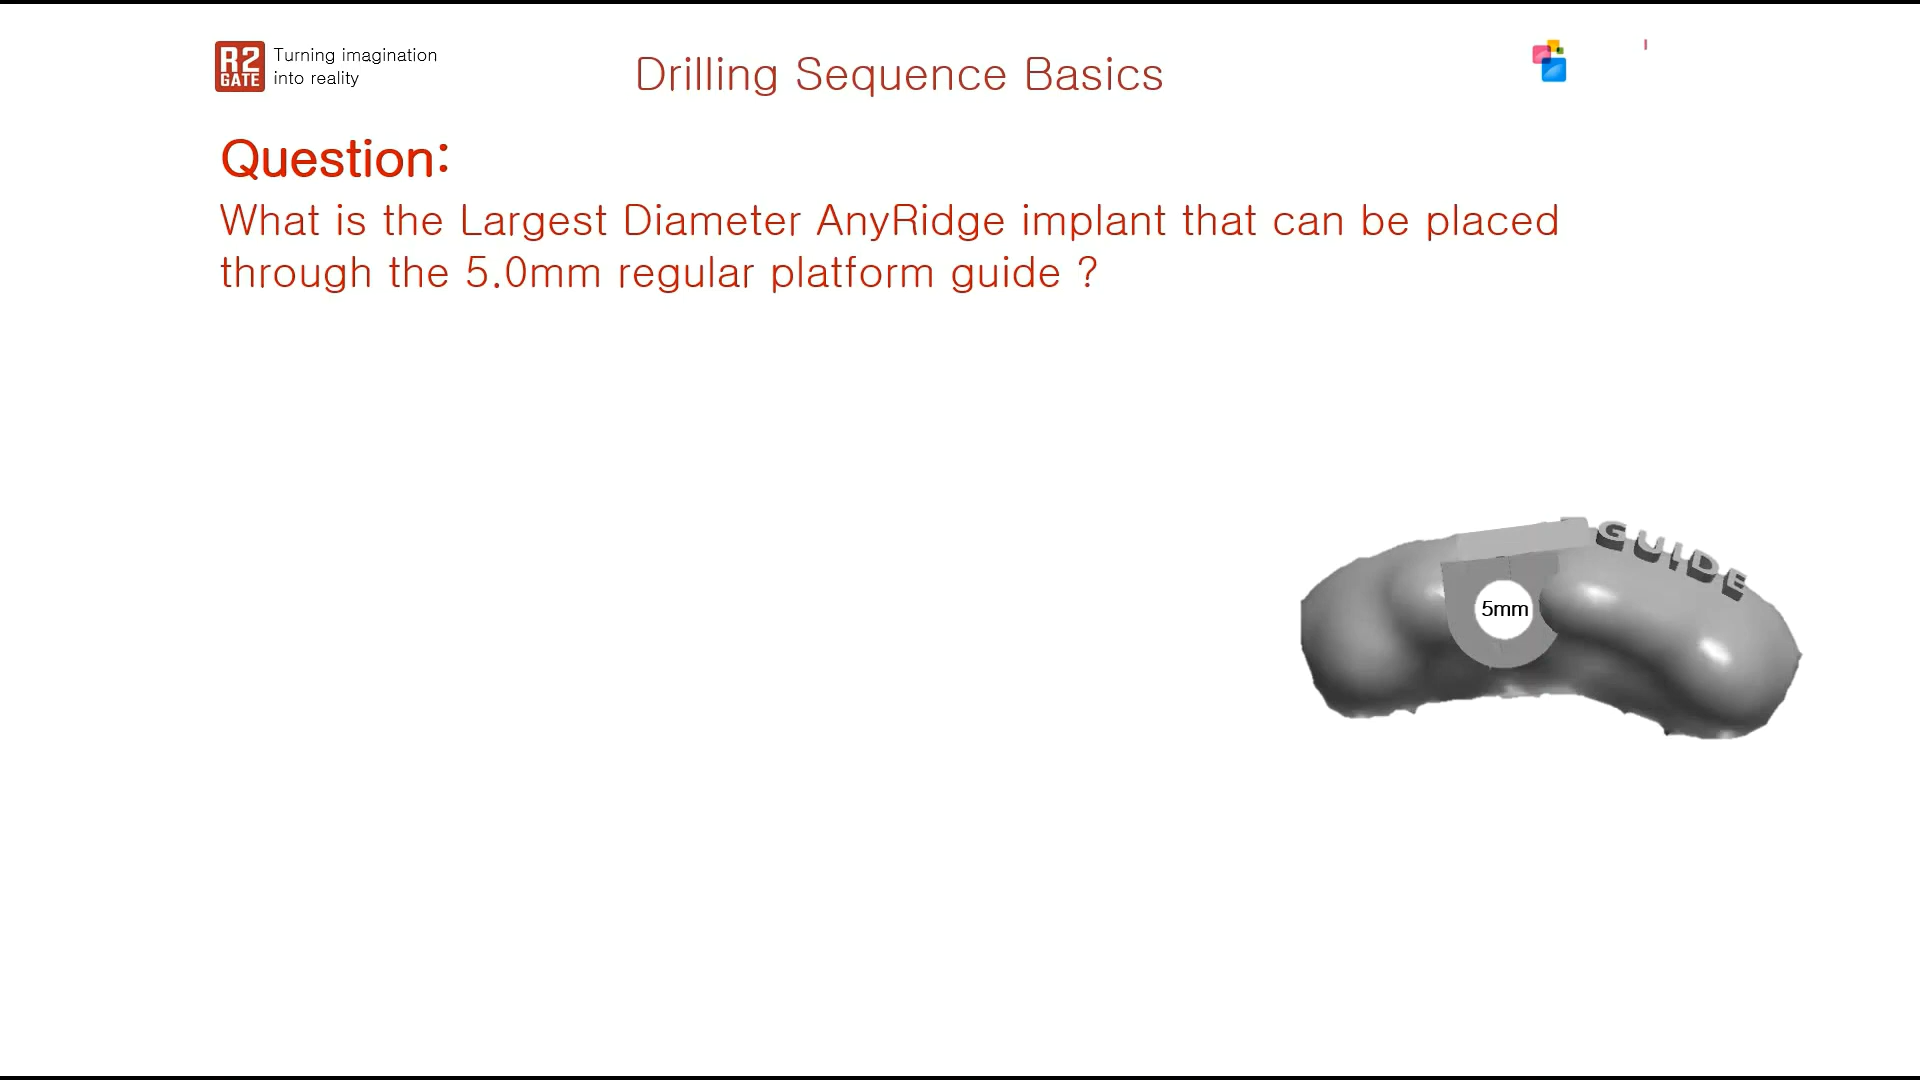 R2
GATE
Turning imagination
into reality
Drilling Sequence Basics
Question:
What is the Largest Diameter AnyRidge implant that can be placed
through the 5.0mm regular platform guide ?
GUIDE
5mm